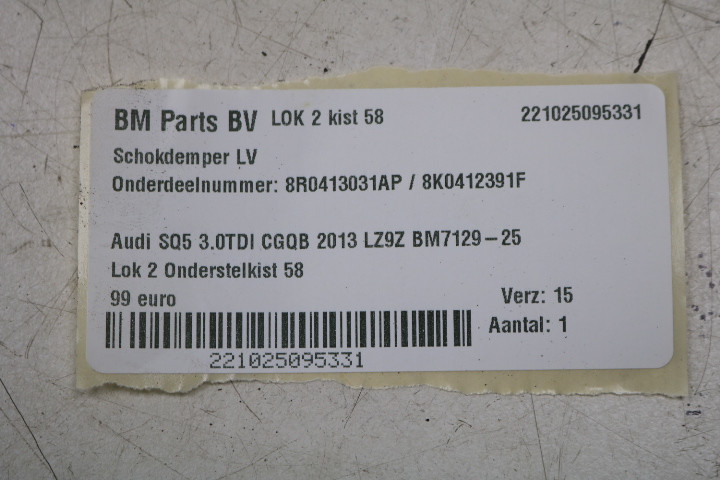 BM Parts BV LOK 2 kist 58 221025095331
Schokdemper LV
Onderdeelnummer: 8R0413031AP / 8K0412391F
Audi SQ5 3.0TDI CGQB 2013 LZ9Z BM7129-25
Lok 2 Onderstelkist 58
99 euro Verz: 15
Aantal: 1
221025095331